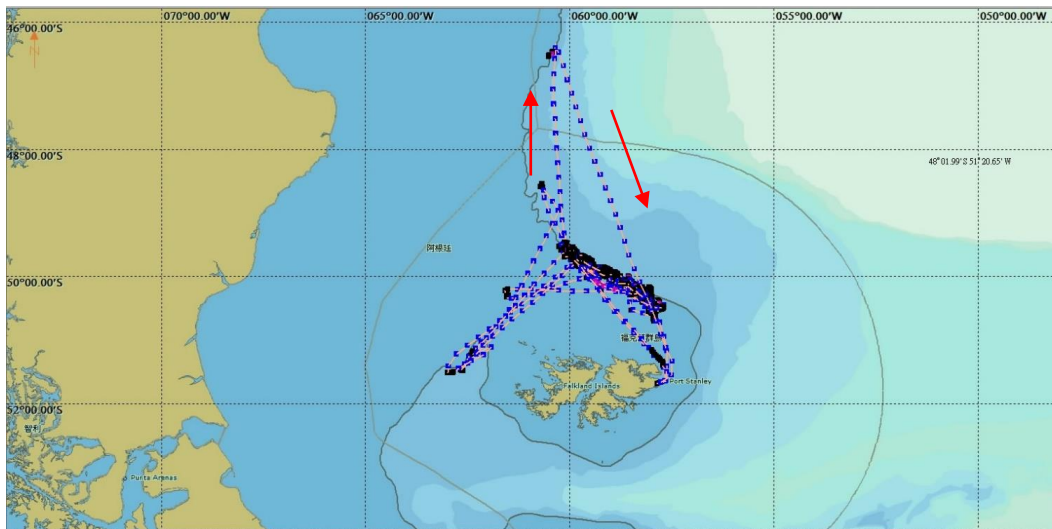 070°00'.00"W
065°00'.00"W
060°00'.00"W
055°00'.00"W
050°00'.00"W
46°00'.00"S
N
48°00'.00"S
48°01.99'S 51°20.65'W
阿根廷
50°00'.00"S
福克蘭群島
Falkland Islands
Port Stanley
52°00'.00"S
智利
Punta Arenas